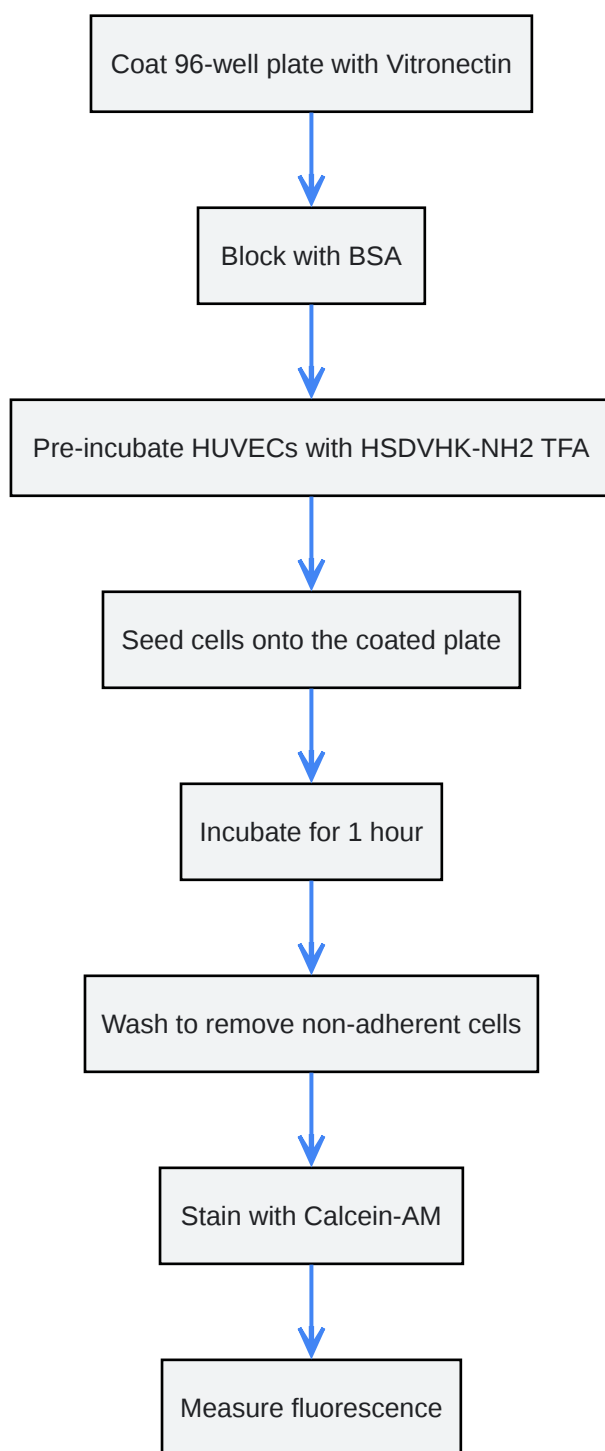 Coat 96-well plate with Vitronectin
Block with BSA
Pre-incubate HUVECs with HSDVHK-NH2 TFA
Seed cells onto the coated plate
Incubate for 1 hour
Wash to remove non-adherent cells
Stain with Calcein-AM
Measure fluorescence